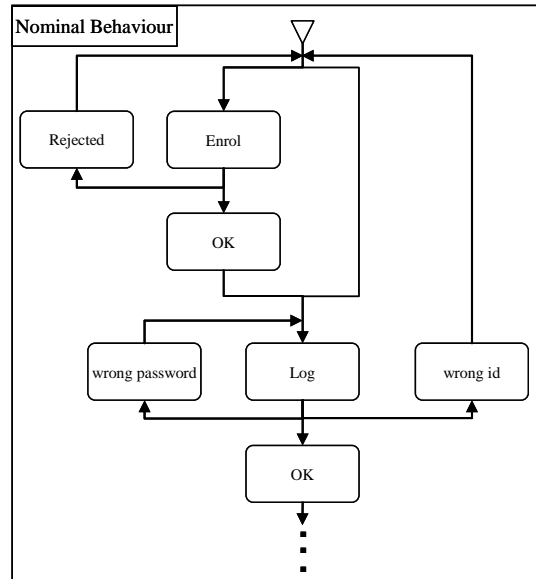 Nominal Behaviour
Rejected
Enrol
OK
wrong password
Log
wrong id
OK